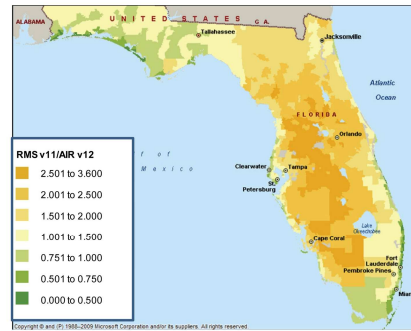 UNITED STATES
ALABAMA
GA.
Tallahassee
Jacksonville
Atlantic
Ocean
FLORIDA
Orlando
RMS v11/AIR v12
2.501 to 3.600
2.001 to 2.500
1.501 to 2.000
1.001 to 1.500
0.751 to 1.000
0.501 to 0.750
0.000 to 0.500
f of
Mexico
Clearwater
Tampa
St.
Petersburg
Lake
Okeechobee
Cape Coral
Fort
Lauderdale
Pembroke Pines
Miam
Copyright © and (P) 1988–2009 Microsoft Corporation and/or its suppliers. All rights reserved.